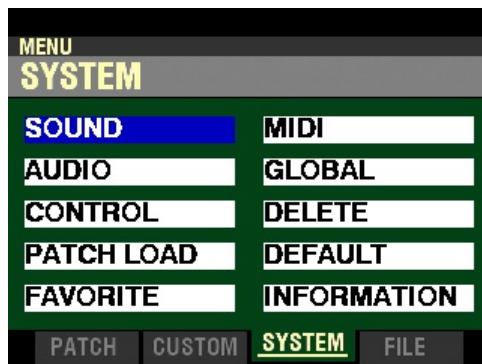 MENU
SYSTEM
SOUND
MIDI
AUDIO
GLOBAL
CONTROL
DELETE
PATCH LOAD
DEFAULT
FAVORITE
INFORMATION
PATCH CUSTOM SYSTEM FILE